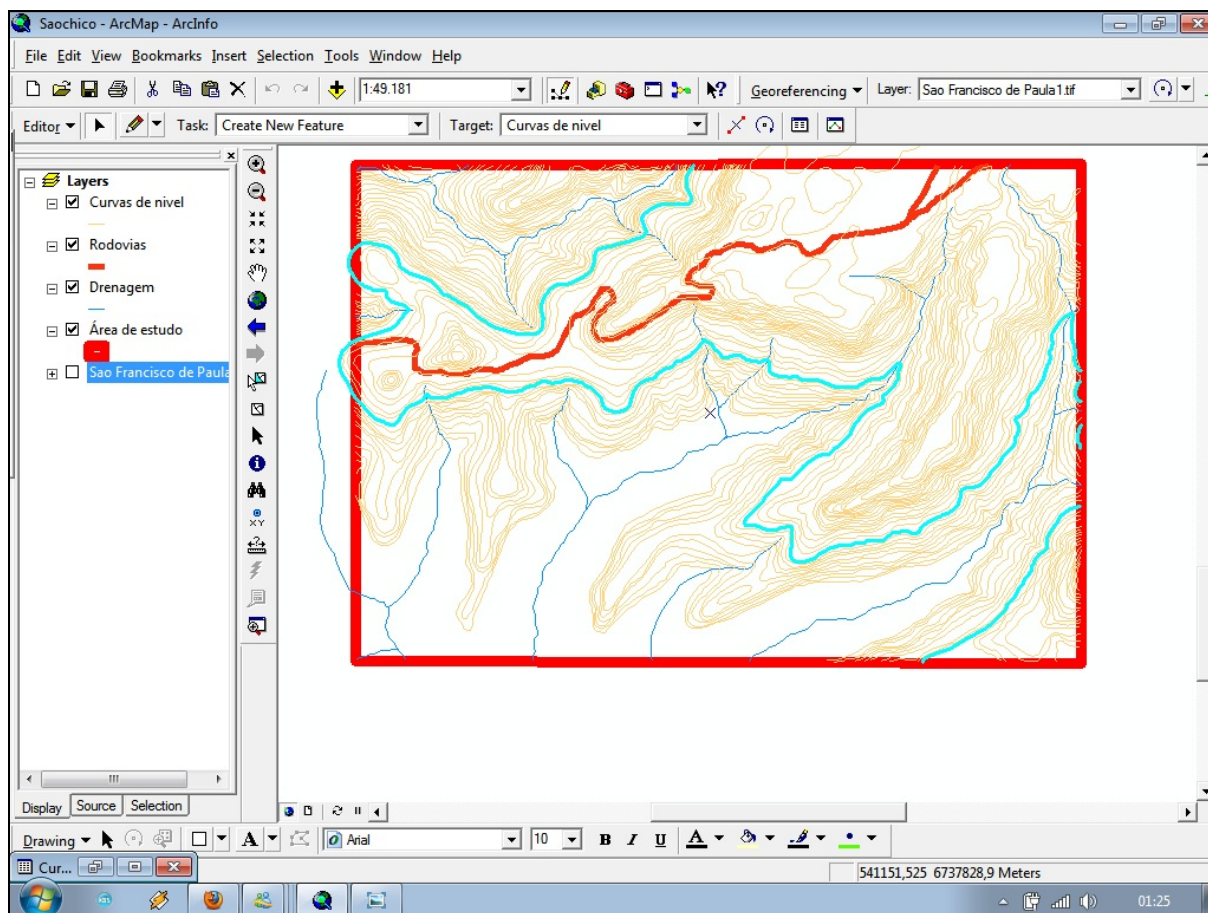 Saochico - ArcMap - ArcInfo
File Edit View Bookmarks Insert Selection Tools Window Help
1:49.181
Georeferencing
Layer: Sao Francisco de Paula1.tif
Editor
Task: Create New Feature
Target: Curvas de nivel
Layers
Curvas de nivel
Rodovias
Drenagem
Área de estudo
Sao Francisco de Paula
XY
Display Source Selection
Drawing
A
Arial
10
B I U A
Cur...
541151,525 6737828,9 Meters
01:25